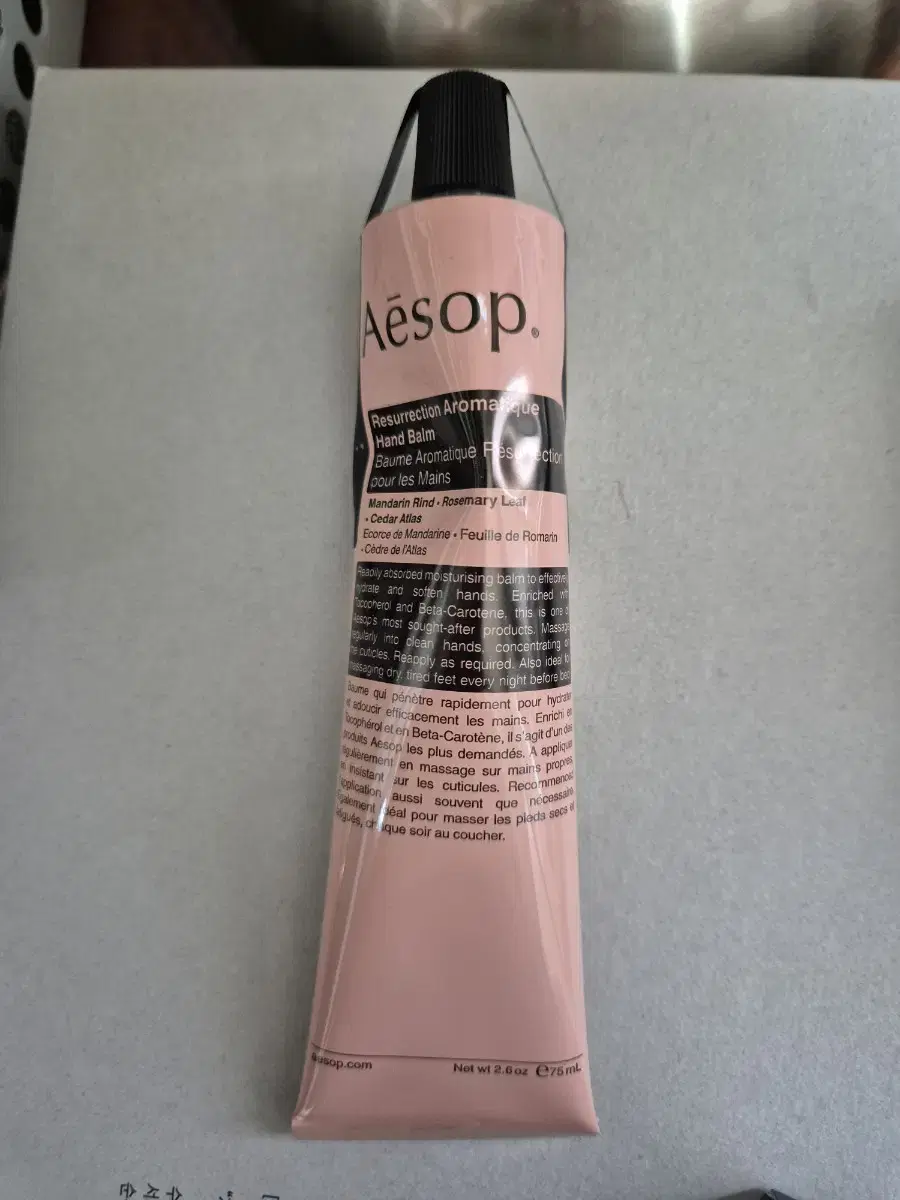 Aēsop.
Resurrection Aromatique
Hand Balm
Baume Aromatique Résurrection
pour les Mains
Mandarin Rind • Rosemary Leaf
• Cedar Atlas
Ecorce de Mandarine • Feuille de Romarin
• Cèdre de l'Atlas
Readily absorbed moisturising balm to effectively
hydrate and soften hands. Enriched with
Tocopherol and Beta-Carotene, this is one of
Aesop's most sought-after products. Massage
regularly into clean hands, concentrating on
the cuticles. Reapply as required. Also ideal for
massaging dry, tired feet every night before bed.
Baume qui pénètre rapidement pour hydrater
et adoucir efficacement les mains. Enrichi en
Tocophérol et en Beta-Carotène, il s'agit d'un des
produits Aesop les plus demandés. A appliquer
régulièrement en massage sur mains propres,
en insistant sur les cuticules. Recommencer
l'application aussi souvent que nécessaire.
Egalement idéal pour masser les pieds secs et
fatigués, chaque soir au coucher.
aesop.com
Net wt 2.6 oz ℮75 mL